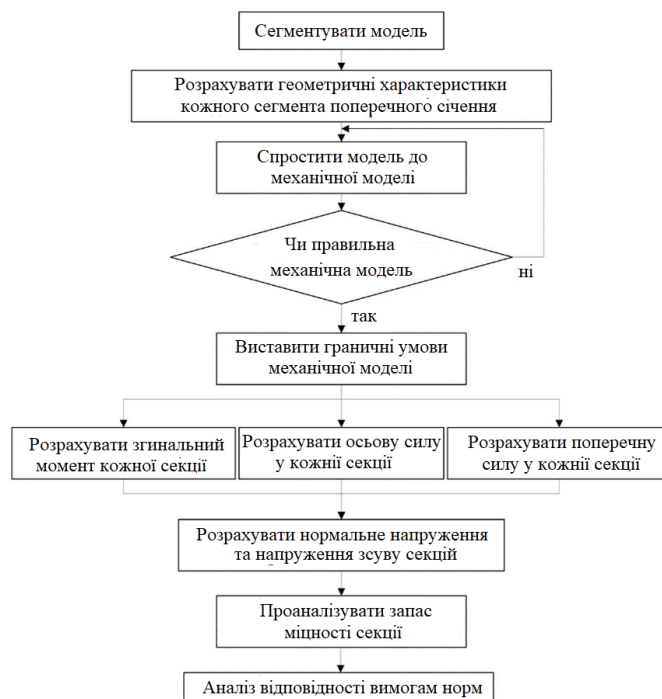 Сегментувати модель
Розрахувати геометричні характеристики
кожного сегмента поперечного січення
Спростити модель до
механічної моделі
Чи правильна
механічна модель
ні
так
Виставити граничні умови
механічної моделі
Розрахувати згинальний
момент кожної секції
Розрахувати осьову силу
у кожнії секції
Розрахувати поперечну
силу у кожнії секції
Розрахувати нормальне напруження
та напруження зсуву секцій
Проаналізувати запас
міцності секції
Аналіз відповідності вимогам норм